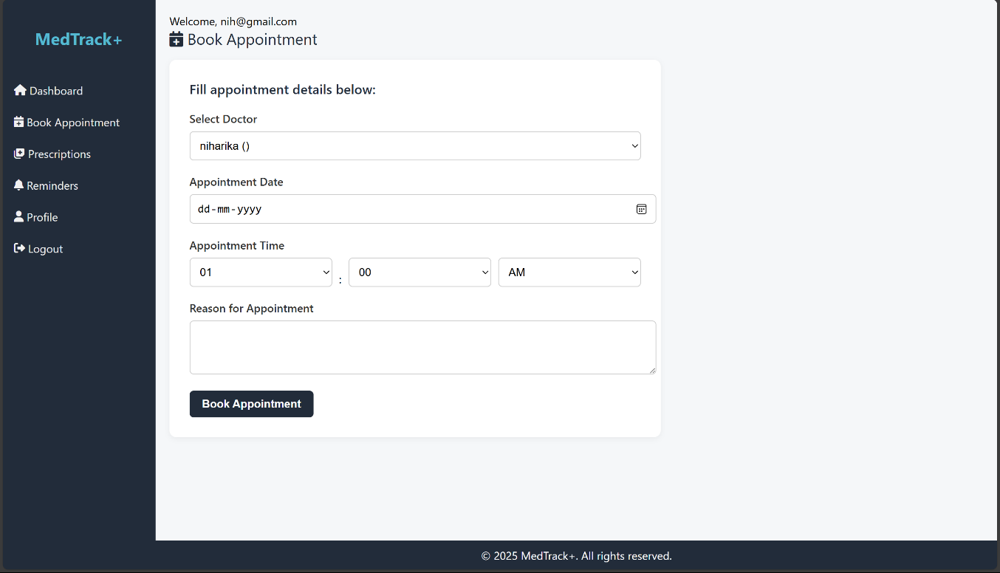 MedTrack+
Dashboard
Book Appointment
Prescriptions
Reminders
Profile
Logout
Welcome, nih@gmail.com
Book Appointment
Fill appointment details below:
Select Doctor
niharika ()
Appointment Date
dd-mm-yyyy
Appointment Time
01 : 00 AM
Reason for Appointment
Book Appointment
© 2025 MedTrack+. All rights reserved.